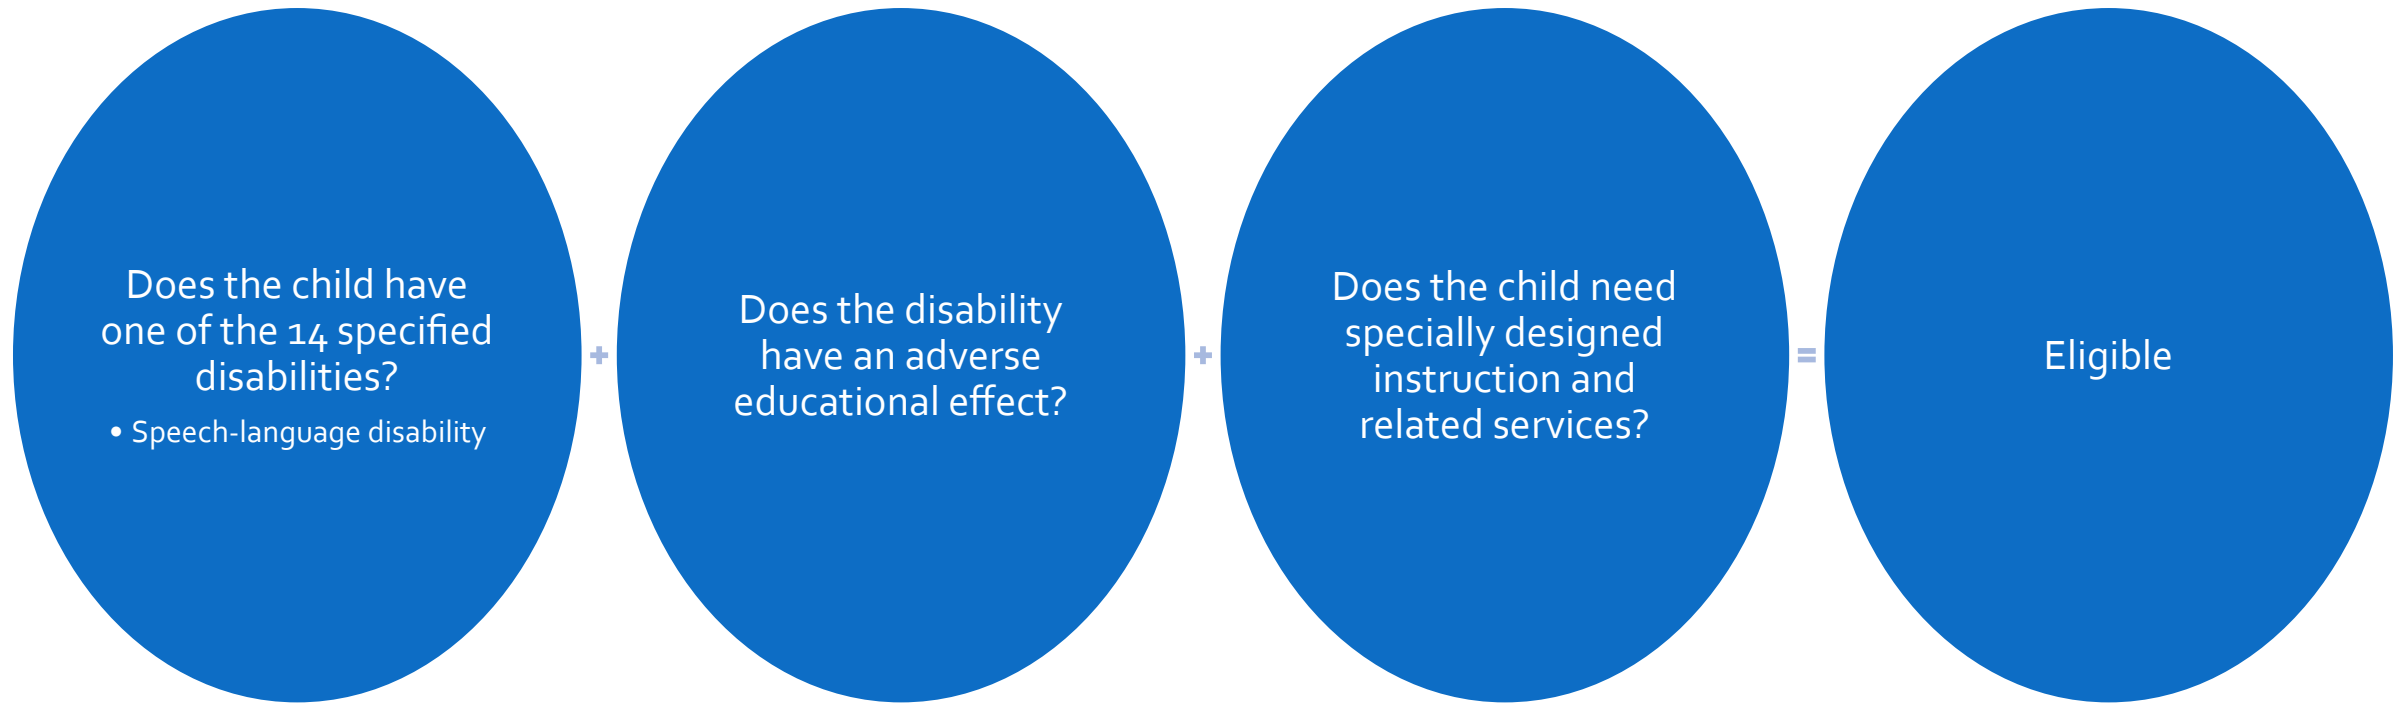 Does the child have
one of the 14 specified
disabilities?
• Speech-language disability
+
Does the disability
have an adverse
educational effect?
+
Does the child need
specially designed
instruction and
related services?
=
Eligible